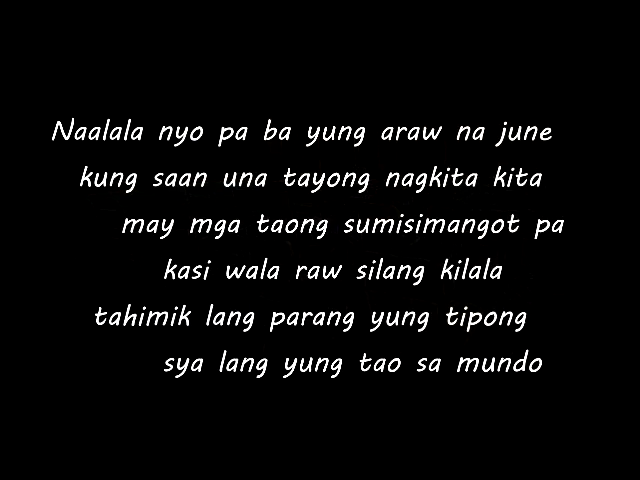 Naalala nyo pa ba yung araw na june
kung saan una tayong nagkita kita
may mga taong sumisimangot pa
kasi wala raw silang kilala
tahimik lang parang yung tipong
sya lang yung tao sa mundo